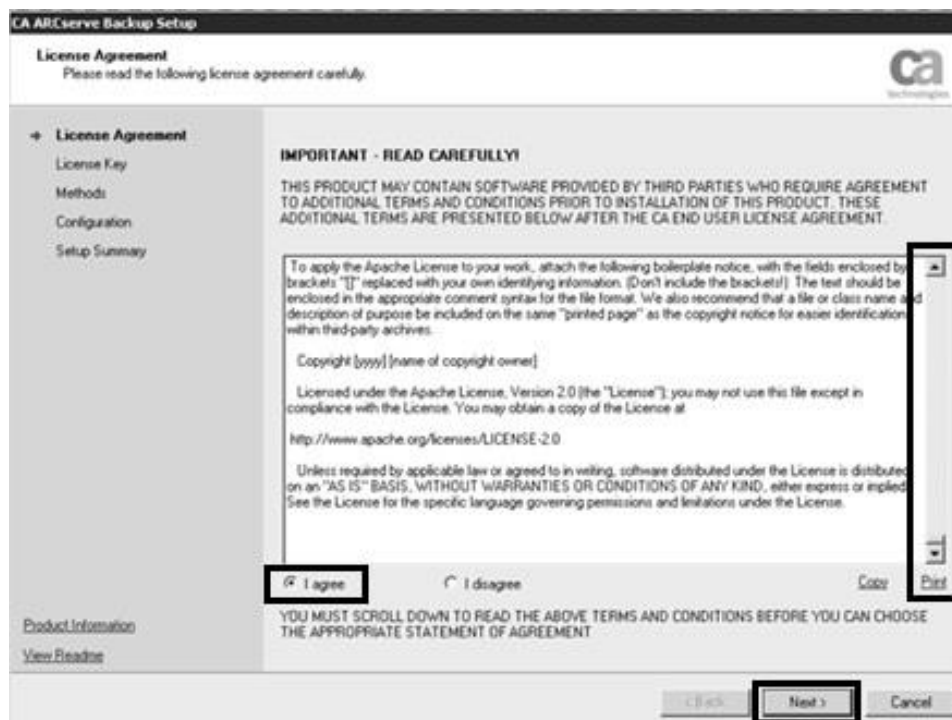 CA ARCserve Backup Setup
License Agreement
Please read the following license agreement carefully.
ca
technologies
License Agreement
License Key
Methods
Configuration
Setup Summary
Product Information
View Readme
IMPORTANT - READ CAREFULLY!
THIS PRODUCT MAY CONTAIN SOFTWARE PROVIDED BY THIRD PARTIES WHO REQUIRE AGREEMENT
TO ADDITIONAL TERMS AND CONDITIONS PRIOR TO INSTALLATION OF THIS PRODUCT. THESE
ADDITIONAL TERMS ARE PRESENTED BELOW AFTER THE CA END USER LICENSE AGREEMENT.
To apply the Apache License to your work, attach the following boilerplate notice, with the fields enclosed by
brackets "[]" replaced with your own identifying information. (Don't include the brackets!) The text should be
enclosed in the appropriate comment syntax for the file format. We also recommend that a file or class name and
description of purpose be included on the same "printed page" as the copyright notice for easier identification
within third-party archives.
Copyright [yyyy] [name of copyright owner]
Licensed under the Apache License, Version 2.0 (the "License"); you may not use this file except in
compliance with the License. You may obtain a copy of the License at
http://www.apache.org/licenses/LICENSE-2.0
Unless required by applicable law or agreed to in writing, software distributed under the License is distributed
on an "AS IS" BASIS, WITHOUT WARRANTIES OR CONDITIONS OF ANY KIND, either express or implied.
See the License for the specific language governing permissions and limitations under the License.
I agree
I disagree
Copy
Print
YOU MUST SCROLL DOWN TO READ THE ABOVE TERMS AND CONDITIONS BEFORE YOU CAN CHOOSE
THE APPROPRIATE STATEMENT OF AGREEMENT
< Back
Next >
Cancel